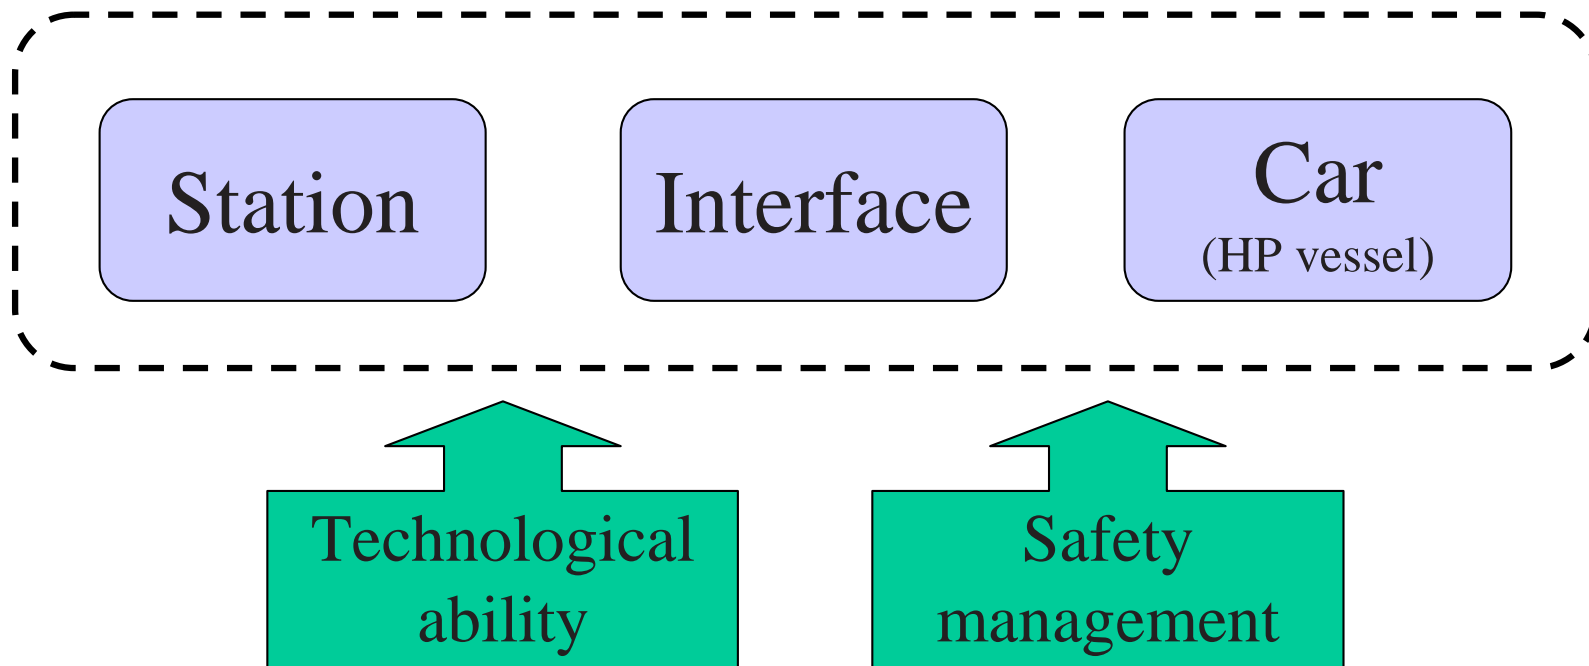 Station
Interface
Car
(HP vessel)
Technological
ability
Safety
management